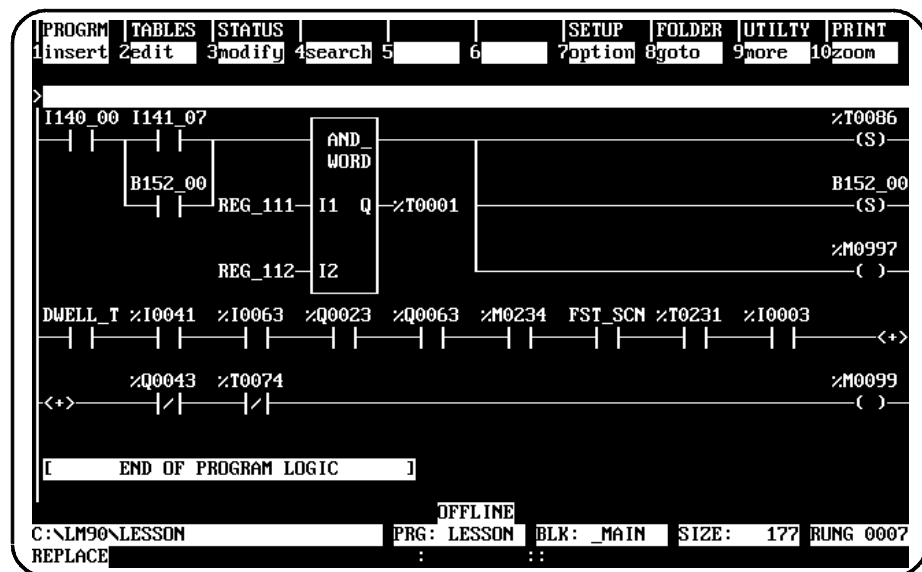 PROGRM |TABLES |STATUS | | | |SETUP |FOLDER |UTILTY |PRINT
1insert 2edit 3modify 4search 5 6 7option 8goto 9more 10zoom
>
I140_00 I141_07 %T0086
AND_ (S)
WORD
B152_00 B152_00
REG_111 I1 Q %T0001 (S)
%M0997
REG_112 I2 ( )
DWELL_T %I0041 %I0063 %Q0023 %Q0063 %M0234 FST_SCN %T0231 %I0003
<+>
%Q0043 %T0074 %M0099
<+> ( )
[ END OF PROGRAM LOGIC ]
OFFLINE
C:\LM90\LESSON PRG: LESSON BLK: _MAIN SIZE: 177 RUNG 0007
REPLACE : ::